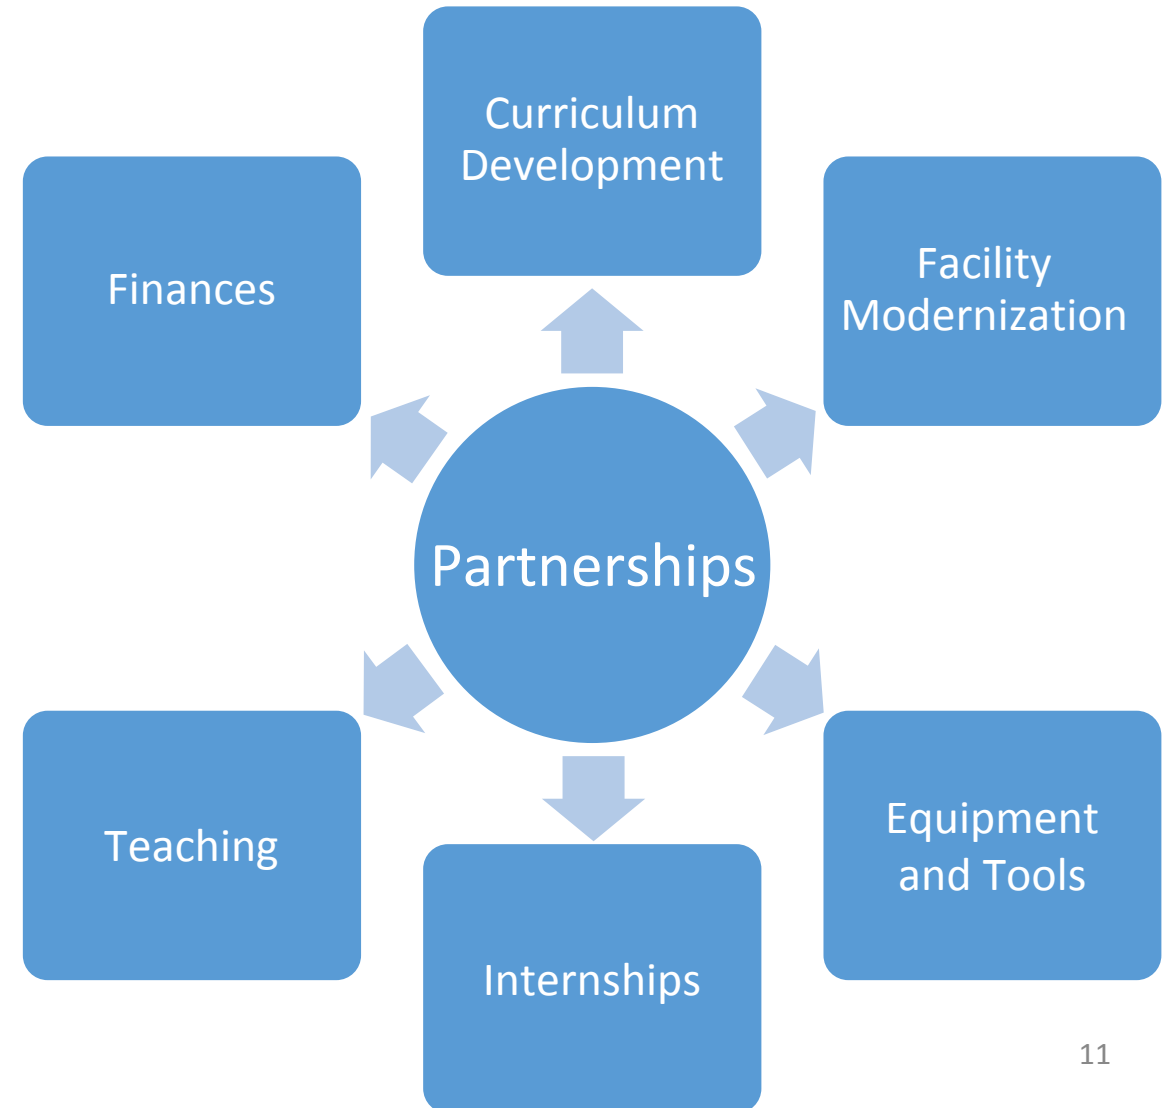 Curriculum
Development
Finances
Facility
Modernization
Partnerships
Teaching
Equipment
and Tools
Internships
11